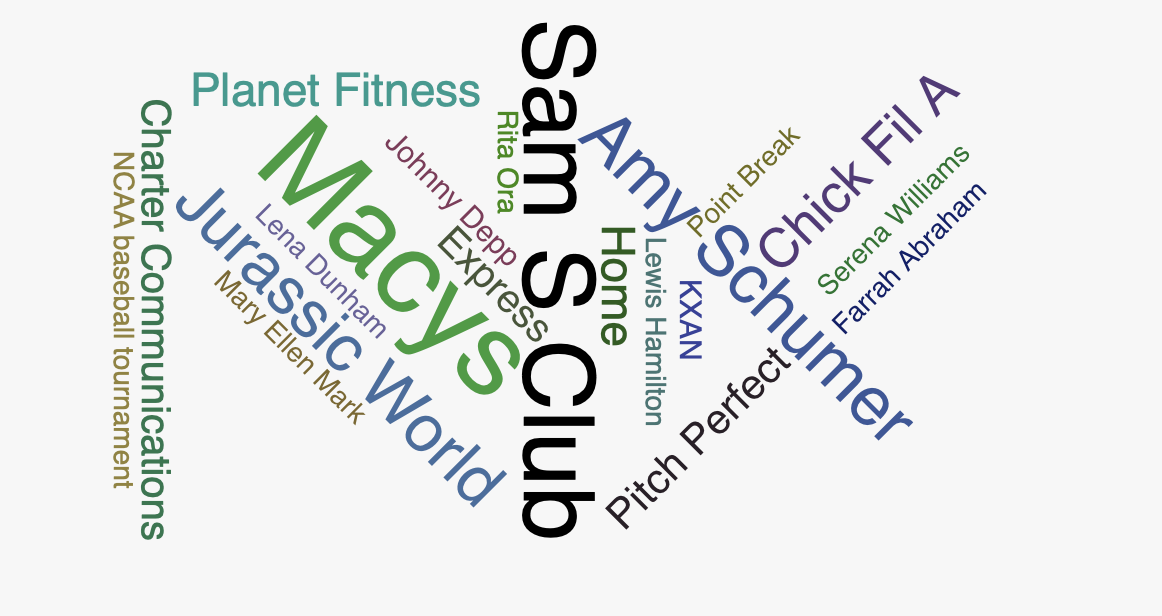 Planet Fitness
Charter Communications
NCAA baseball tournament
Macys
Jurassic World
Lena Dunham
Mary Ellen Mark
Johnny Depp
Express
Rita Ora
Sam S Club
Home
Lewis Hamilton
KXAN
Amy Schumer
Point Break
Chick Fil A
Serena Williams
Farrah Abraham
Pitch Perfect